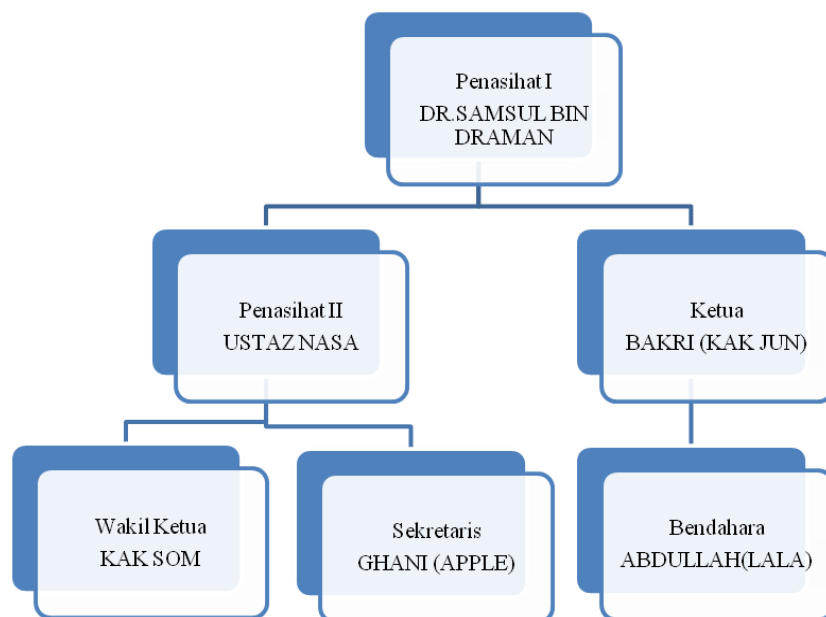 Penasihat I
DR.SAMSUL BIN
DRAMAN
Penasihat II
USTAZ NASA
Ketua
BAKRI (KAK JUN)
Wakil Ketua
KAK SOM
Sekretaris
GHANI (APPLE)
Bendahara
ABDULLAH(LALA)